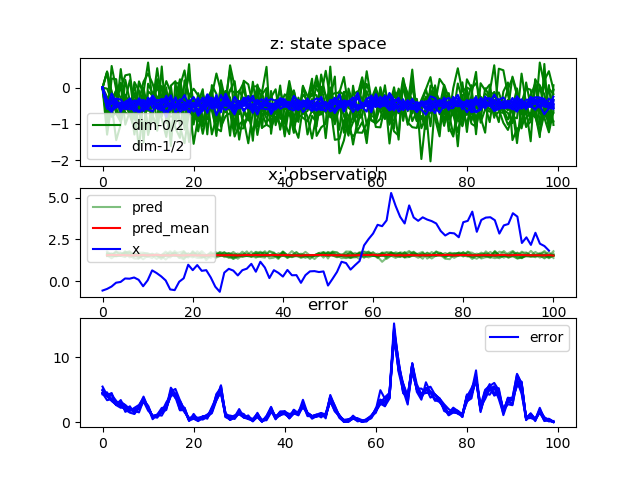 z: state space
0
−1
−2
dim-0/2
dim-1/2
0 20 40 60 80 100
x: observation
5.0
2.5
0.0
pred
pred_mean
x
0 20 40 60 80 100
error
10
0
error
0 20 40 60 80 100